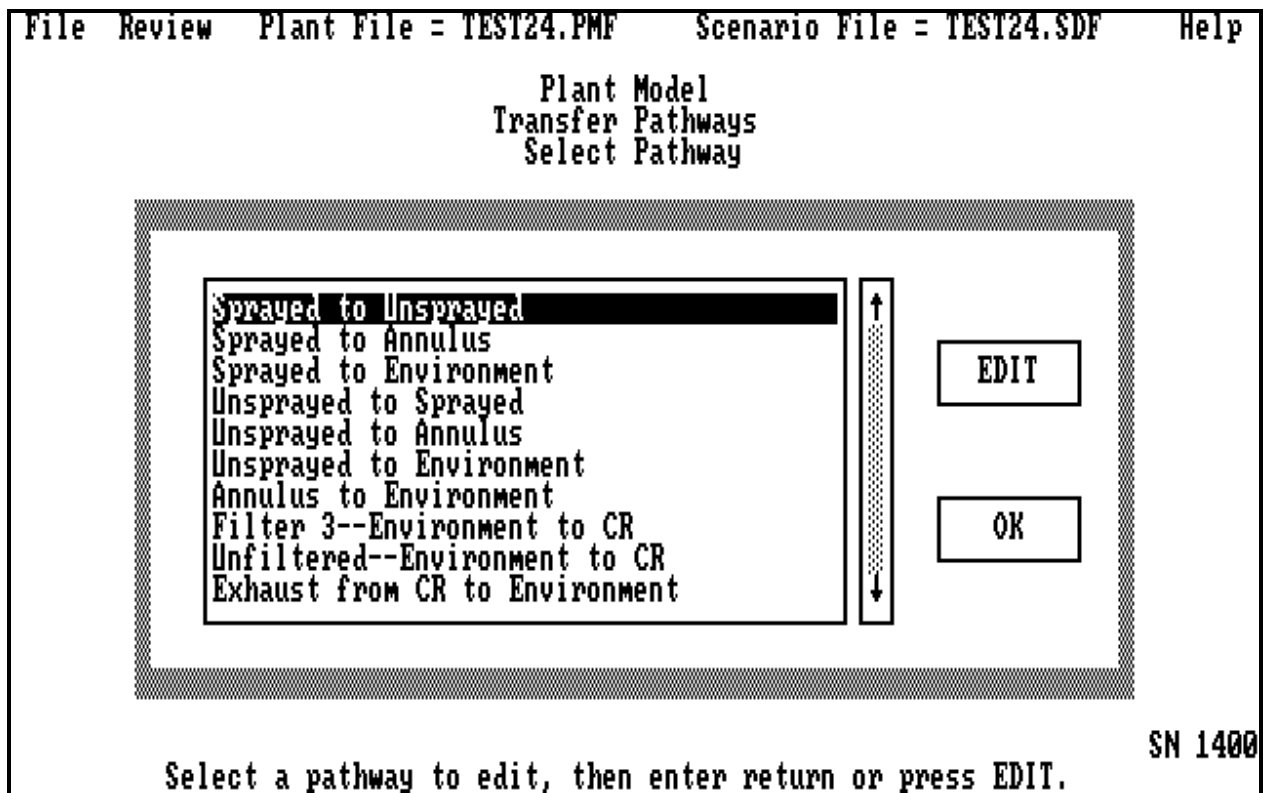 File Review Plant File = TEST24.PMF Scenario File = TEST24.SDF Help
Plant Model
Transfer Pathways
Select Pathway
Sprayed to Unsprayed
Sprayed to Annulus
Sprayed to Environment
Unsprayed to Sprayed
Unsprayed to Annulus
Unsprayed to Environment
Annulus to Environment
Filter 3--Environment to CR
Unfiltered--Environment to CR
Exhaust from CR to Environment
EDIT
OK
SN 1400
Select a pathway to edit, then enter return or press EDIT.